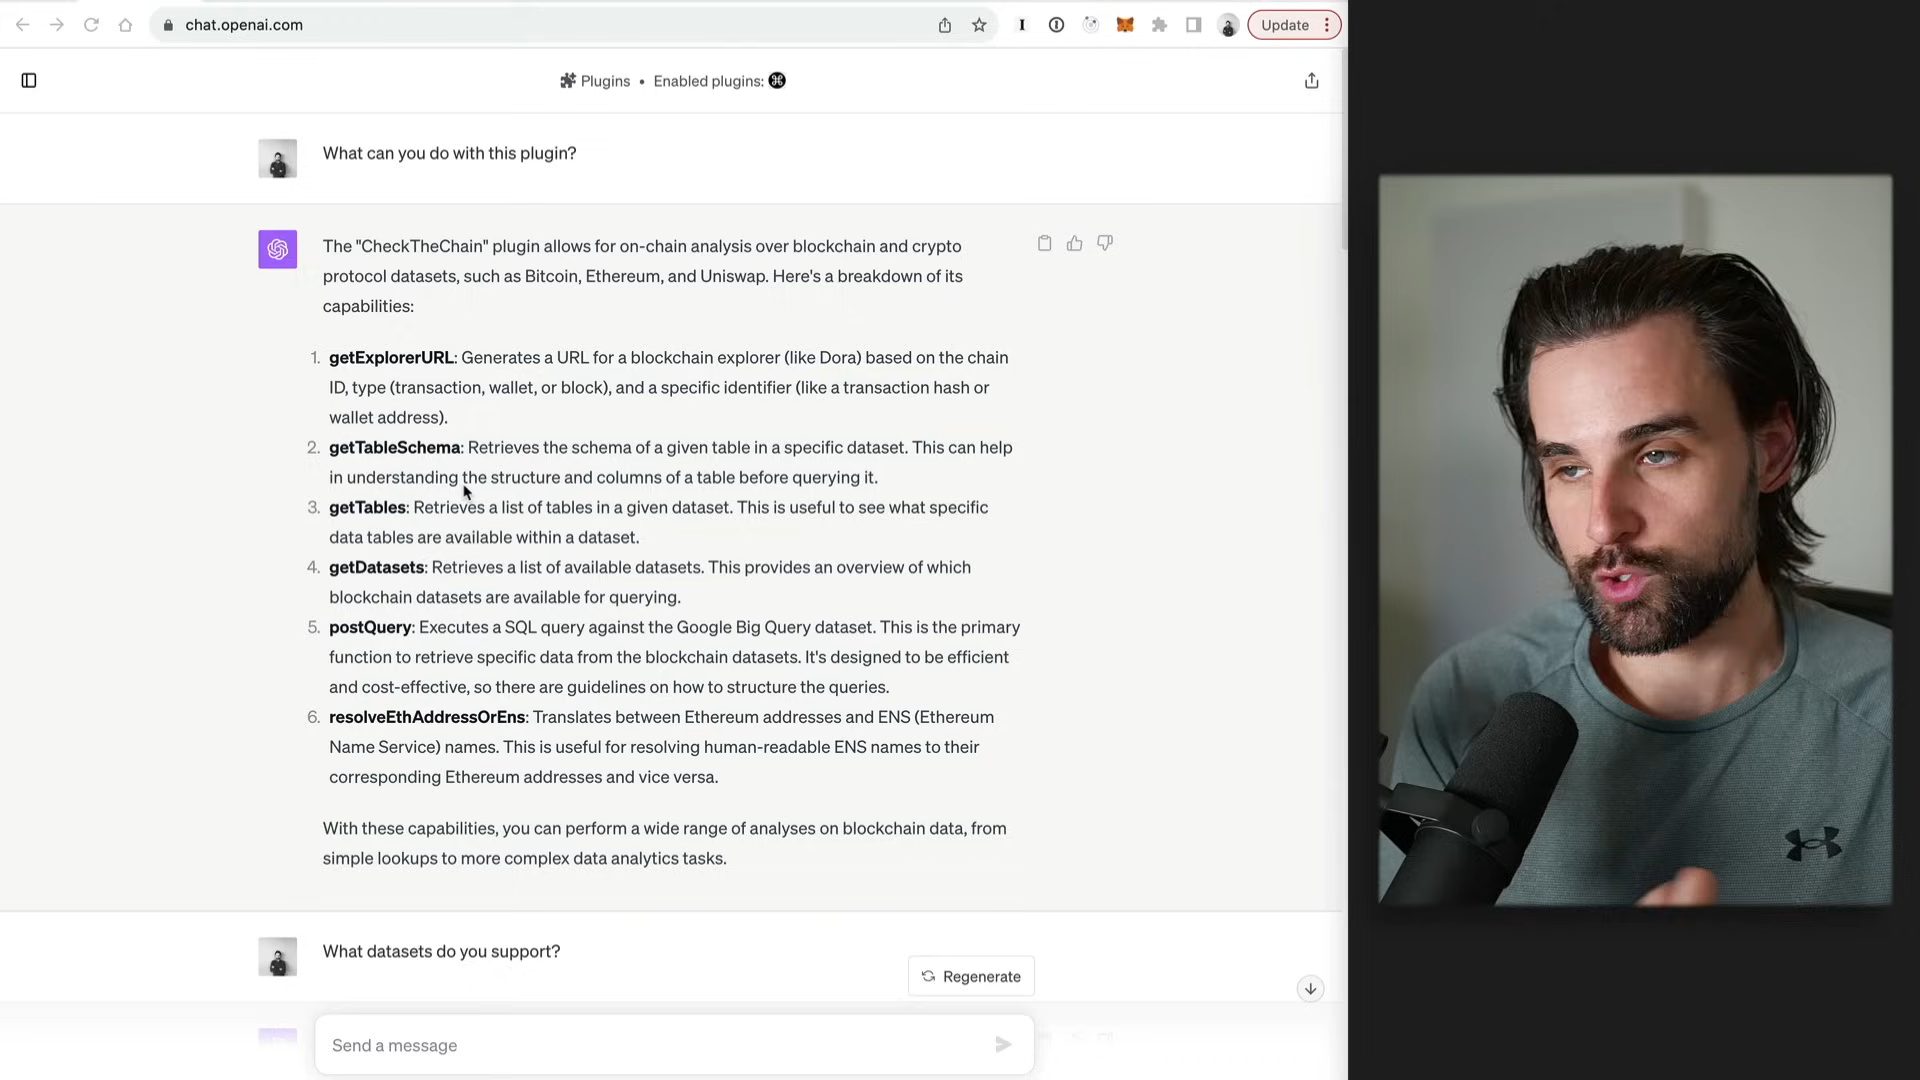 chat.openai.com
Update
Plugins • Enabled plugins:
What can you do with this plugin?
The "CheckTheChain" plugin allows for on-chain analysis over blockchain and crypto
protocol datasets, such as Bitcoin, Ethereum, and Uniswap. Here's a breakdown of its
capabilities:
1. getExplorerURL: Generates a URL for a blockchain explorer (like Dora) based on the chain
ID, type (transaction, wallet, or block), and a specific identifier (like a transaction hash or
wallet address).
2. getTableSchema: Retrieves the schema of a given table in a specific dataset. This can help
in understanding the structure and columns of a table before querying it.
3. getTables: Retrieves a list of tables in a given dataset. This is useful to see what specific
data tables are available within a dataset.
4. getDatasets: Retrieves a list of available datasets. This provides an overview of which
blockchain datasets are available for querying.
5. postQuery: Executes a SQL query against the Google Big Query dataset. This is the primary
function to retrieve specific data from the blockchain datasets. It's designed to be efficient
and cost-effective, so there are guidelines on how to structure the queries.
6. resolveEthAddressOrEns: Translates between Ethereum addresses and ENS (Ethereum
Name Service) names. This is useful for resolving human-readable ENS names to their
corresponding Ethereum addresses and vice versa.
With these capabilities, you can perform a wide range of analyses on blockchain data, from
simple lookups to more complex data analytics tasks.
What datasets do you support?
Regenerate
Send a message